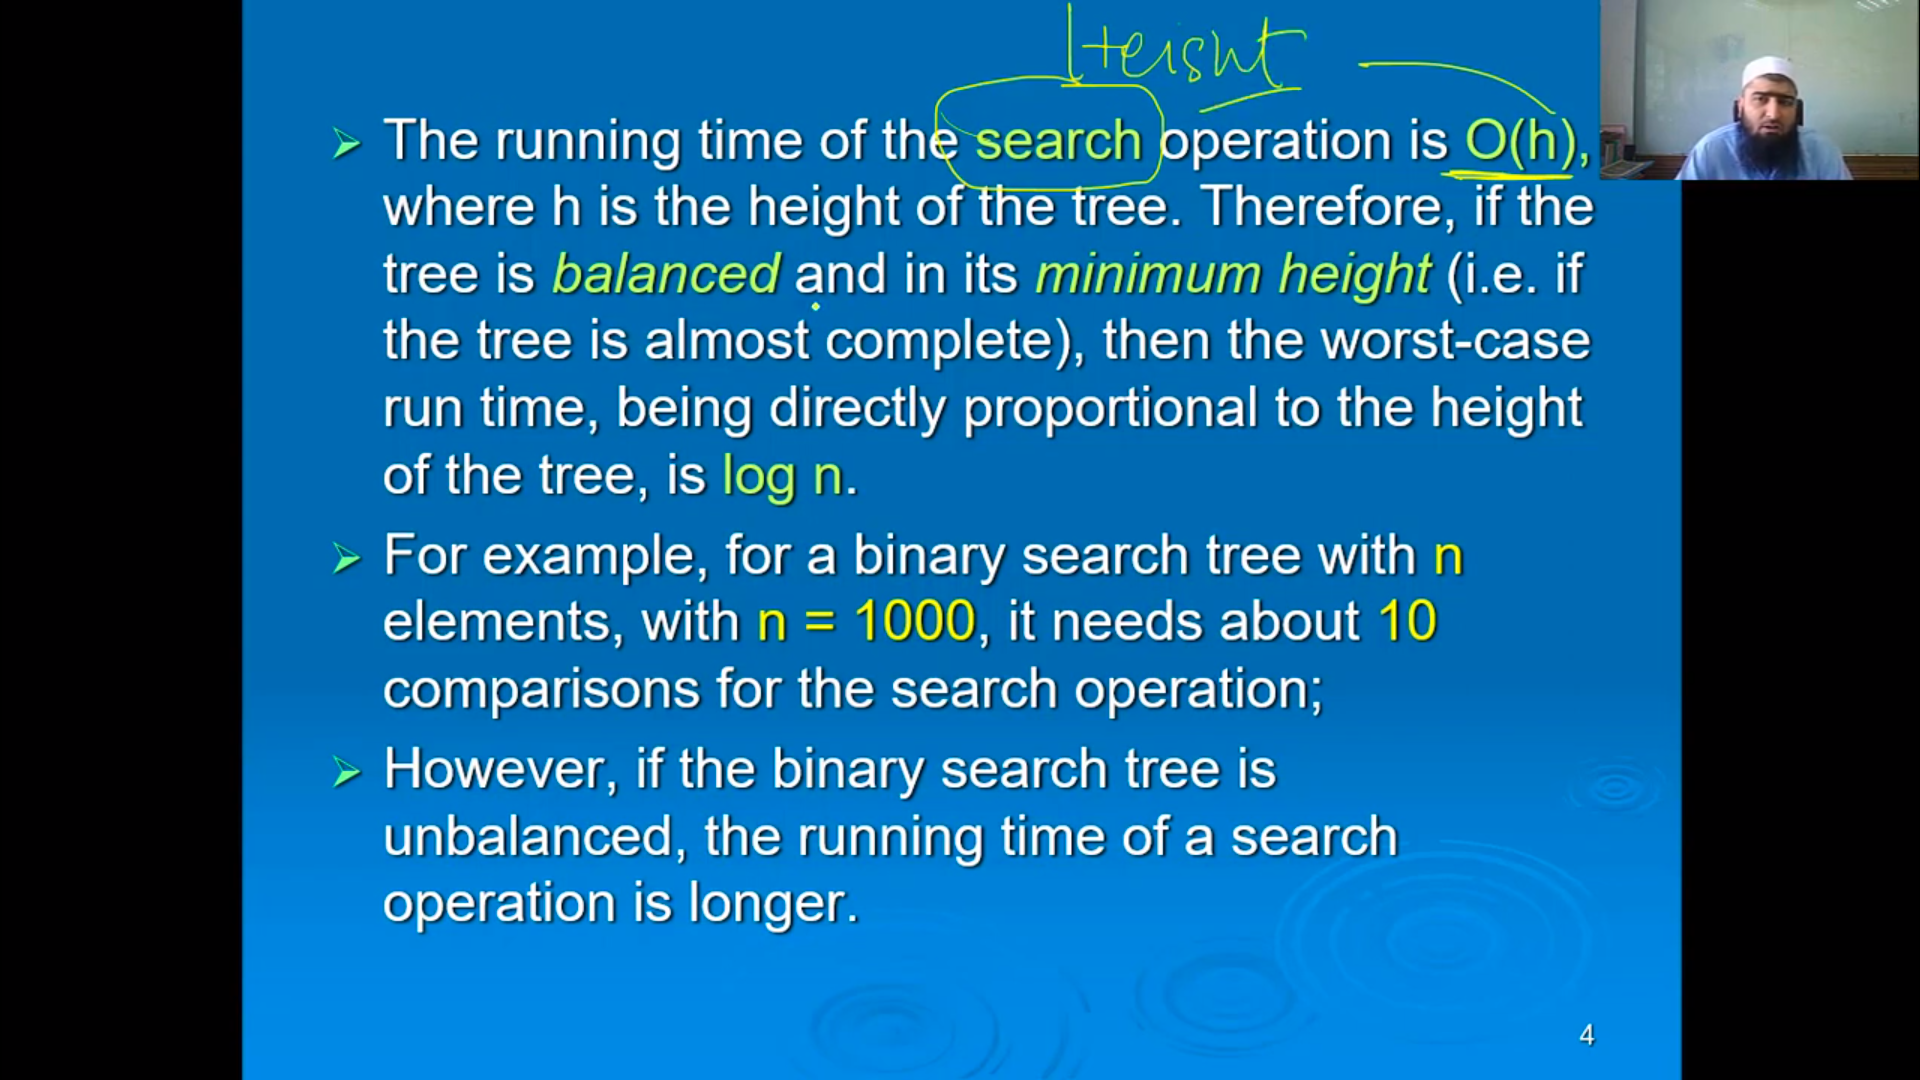 Height
The running time of the search operation is O(h),
where h is the height of the tree. Therefore, if the
tree is balanced and in its minimum height (i.e. if
the tree is almost complete), then the worst-case
run time, being directly proportional to the height
of the tree, is log n.
For example, for a binary search tree with n
elements, with n = 1000, it needs about 10
comparisons for the search operation;
However, if the binary search tree is
unbalanced, the running time of a search
operation is longer.
4